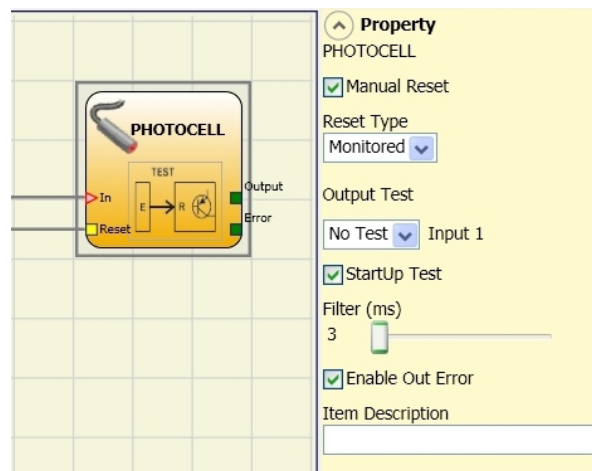 PHOTOCELL
TEST
In
E
R
Output
Error
Reset
Property
PHOTOCELL
Manual Reset
Reset Type
Monitored
Output Test
No Test Input 1
StartUp Test
Filter (ms)
3
Enable Out Error
Item Description